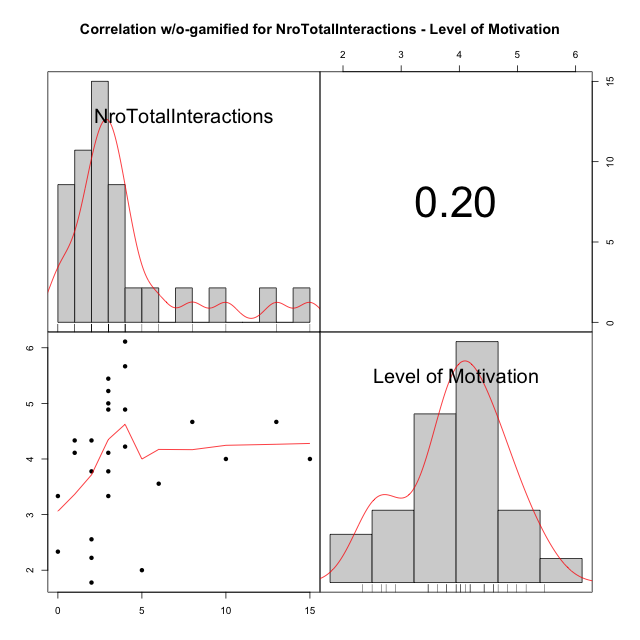 Correlation w/o-gamified for NroTotalInteractions - Level of Motivation
2 3 4 5 6
NroTotalInteractions
0.20
15
10
5
0
Level of Motivation
6
5
4
3
2
0 5 10 15